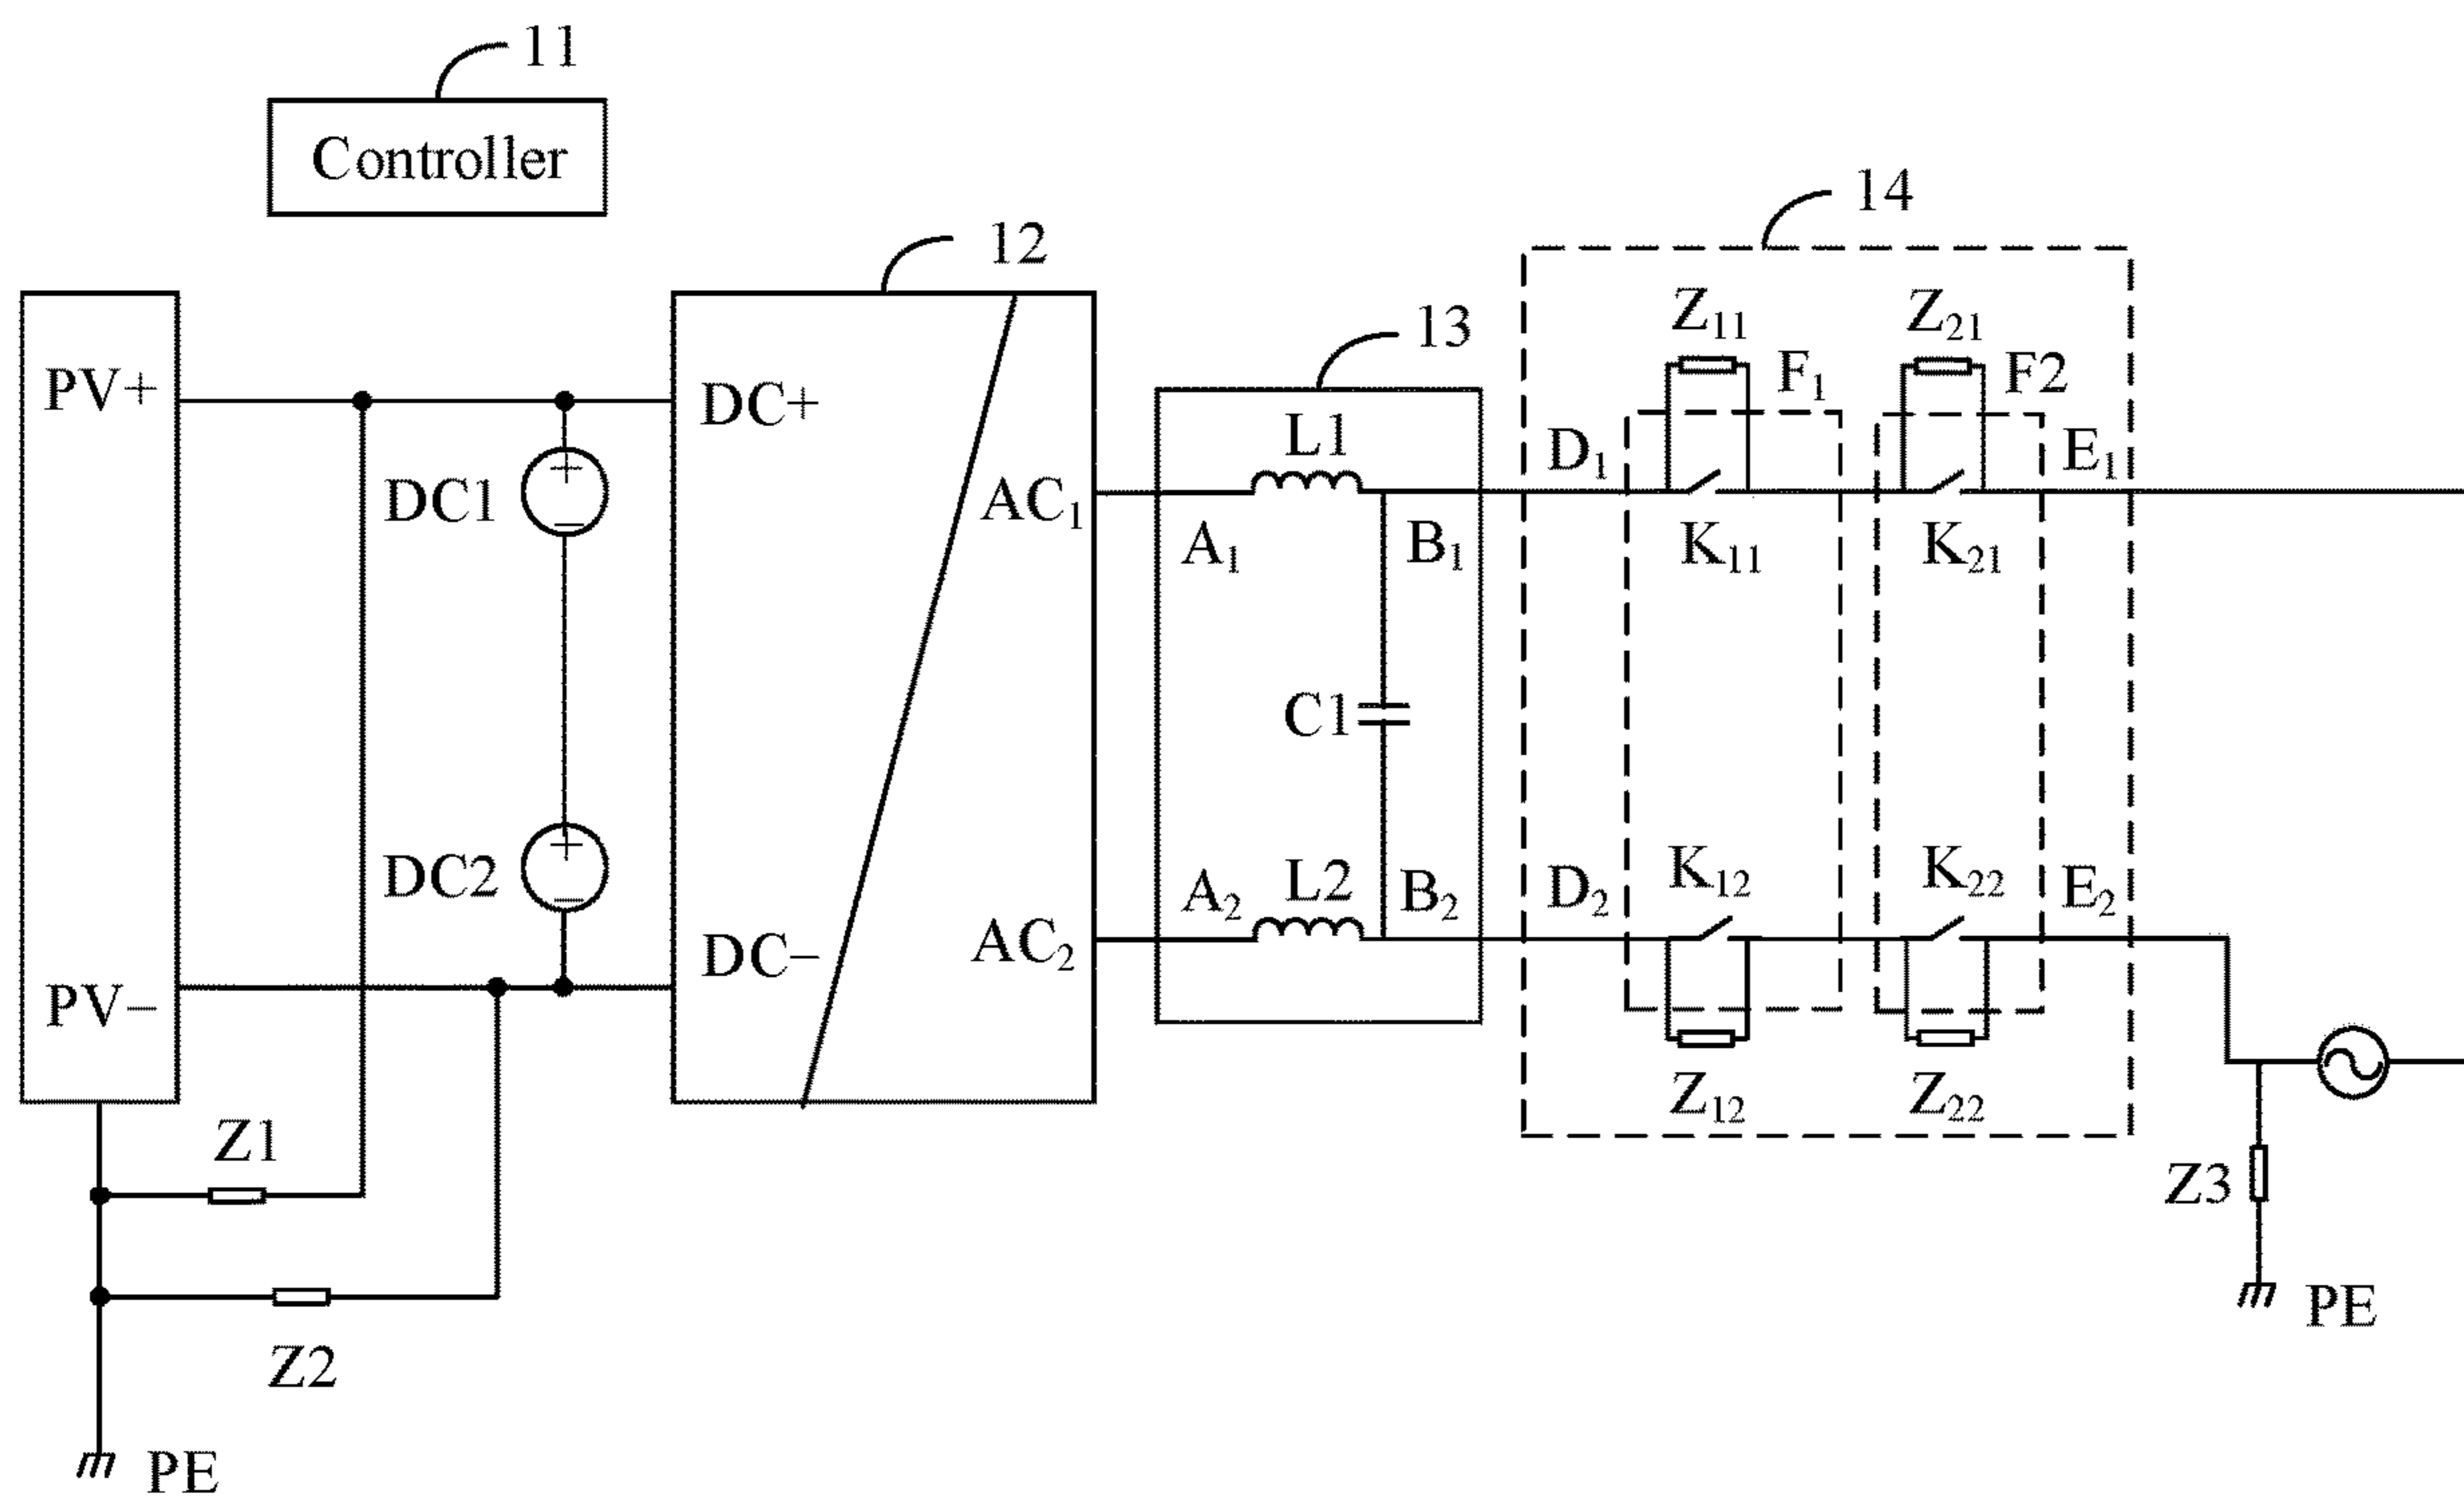 11
Controller
14
12
Z₁₁
Z₂₁
13
F₁
F2
PV+
DC+
L1
D₁
E₁
DC1
+
−
AC₁
A₁
B₁
K₁₁
K₂₁
C1
DC2
+
−
K₁₂
K₂₂
L2
A₂
B₂
D₂
E₂
DC−
AC₂
PV−
Z₁₂
Z₂₂
Z1
Z3
PE
Z2
PE